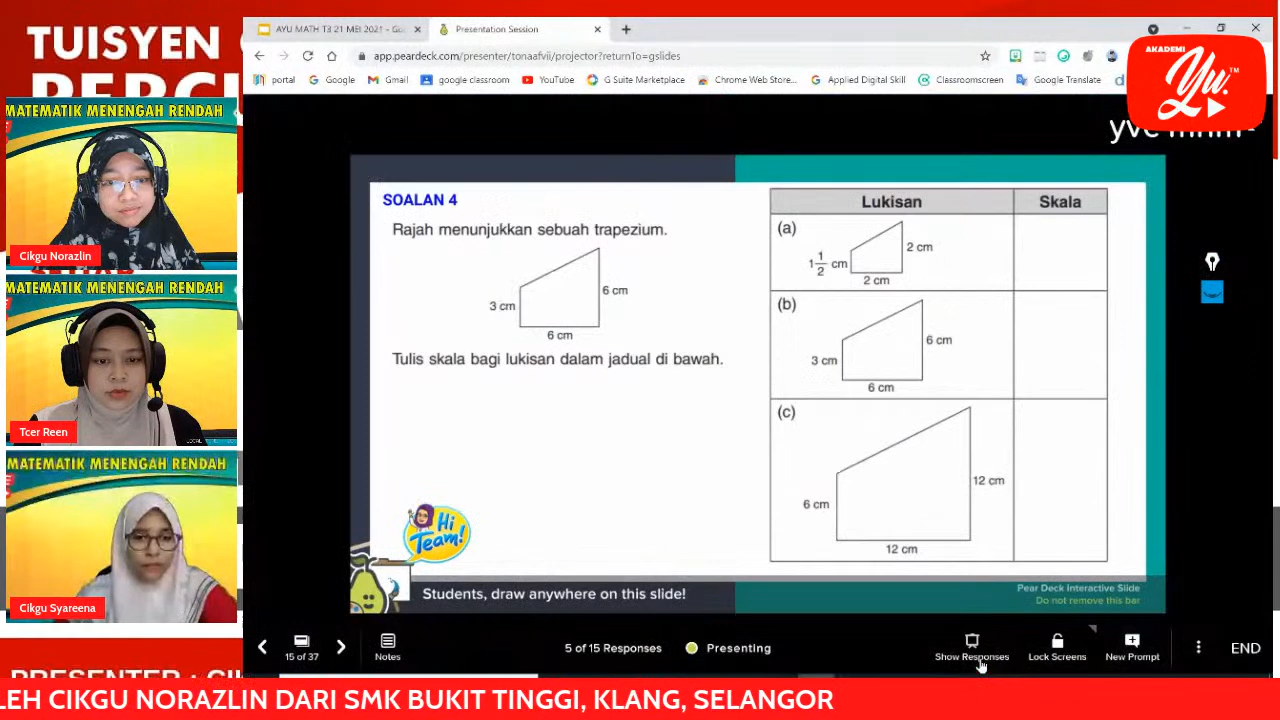 TUISYEN
MATEMATIK MENENGAH RENDAH
Cikgu Norazlin
MATEMATIK MENENGAH RENDAH
Tcer Reen
MATEMATIK MENENGAH RENDAH
Cikgu Syareena
AYU MATH T3 21 MEI 2021 - Go
Presentation Session
app.peardeck.com/presenter/tonaafvii/projector?returnTo=gslides
portal
Google
Gmail
google classroom
YouTube
G Suite Marketplace
Chrome Web Store...
Applied Digital Skill
Classroomscreen
Google Translate
AKADEMI
Yu.™
SOALAN 4
Rajah menunjukkan sebuah trapezium.
3 cm
6 cm
6 cm
Tulis skala bagi lukisan dalam jadual di bawah.
Lukisan
Skala
(a)
1 1/2 cm
2 cm
2 cm
(b)
3 cm
6 cm
6 cm
(c)
6 cm
12 cm
12 cm
Hi
Team!
Students, draw anywhere on this slide!
Pear Deck Interactive Slide
Do not remove this bar
15 of 37
Notes
5 of 15 Responses
Presenting
Show Responses
Lock Screens
New Prompt
END
LEH CIKGU NORAZLIN DARI SMK BUKIT TINGGI, KLANG, SELANGOR